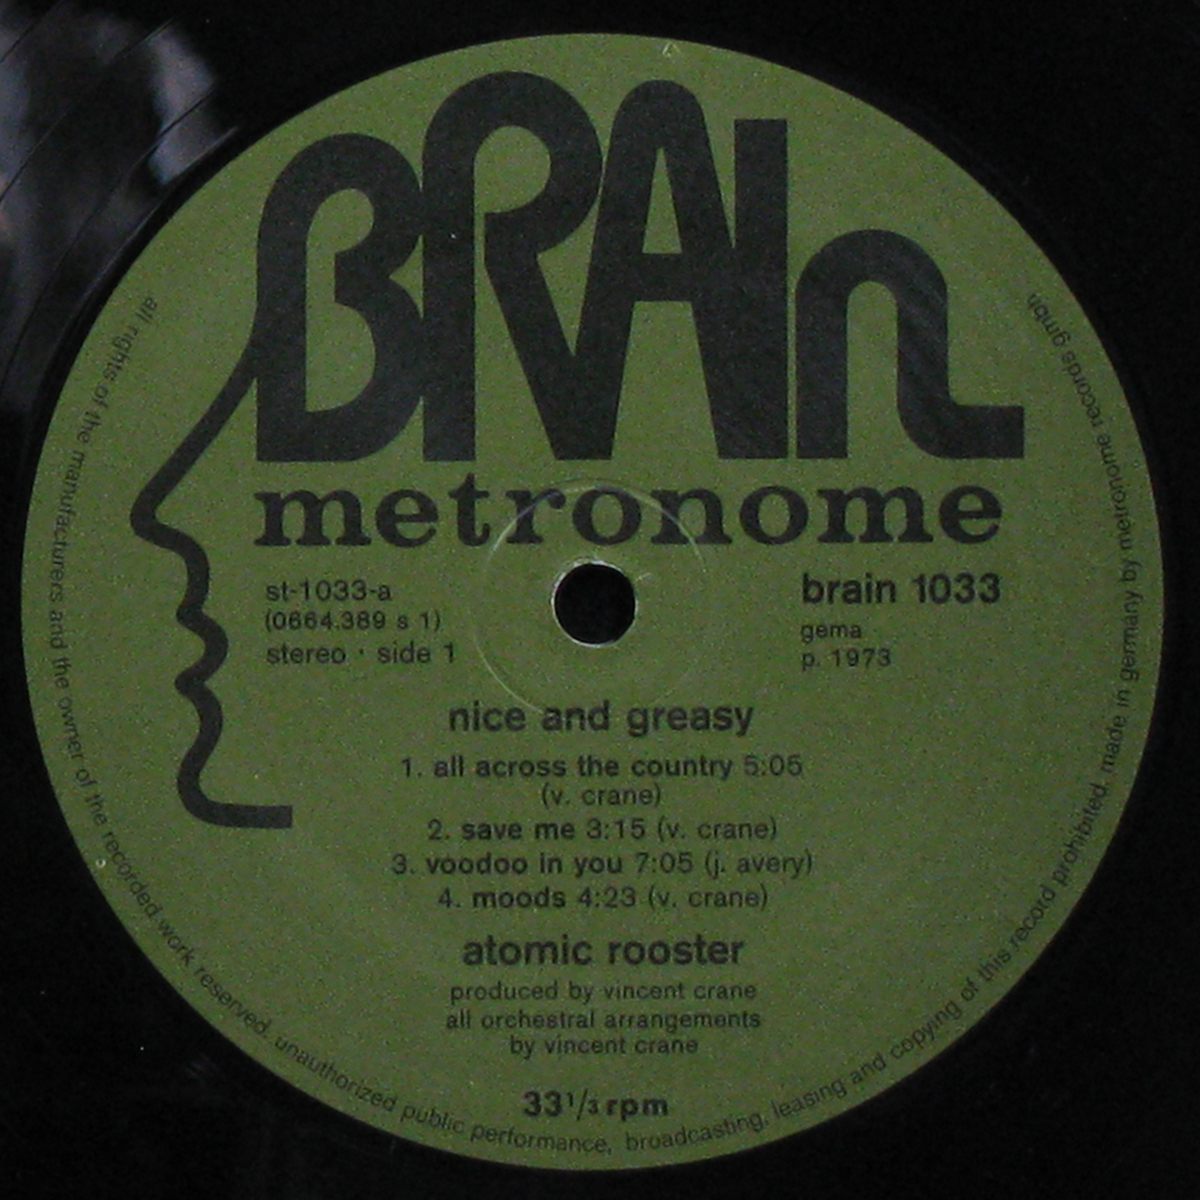 BRAIn
metronome
st-1033-a
(0664.389 s 1)
stereo · side 1
brain 1033
gema
p. 1973
nice and greasy
1. all across the country 5:05
(v. crane)
2. save me 3:15 (v. crane)
3. voodoo in you 7:05 (j. avery)
4. moods 4:23 (v. crane)
atomic rooster
produced by vincent crane
all orchestral arrangements
by vincent crane
33 1/3 rpm
all rights of the manufacturers and the owner of the recorded work reserved. unauthorized public performance, broadcasting, leasing and copying of this record prohibited. made in germany by metronome records gmbh